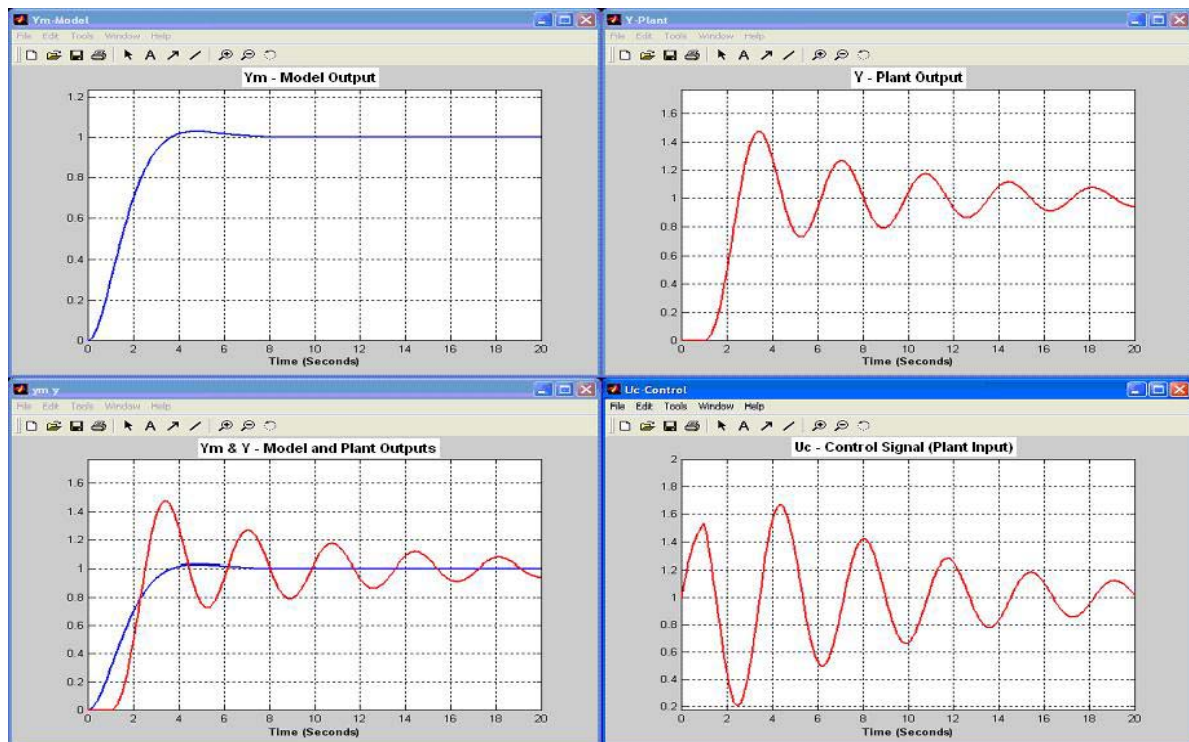 Ym-Model
File Edit Tools Window Help
Ym - Model Output
1.2
1
0.8
0.6
0.4
0.2
0
0 2 4 6 8 10 12 14 16 18 20
Time (Seconds)
Y-Plant
File Edit Tools Window Help
Y - Plant Output
1.6
1.4
1.2
1
0.8
0.6
0.4
0.2
0
0 2 4 6 8 10 12 14 16 18 20
Time (Seconds)
ym y
File Edit Tools Window Help
Ym & Y - Model and Plant Outputs
1.6
1.4
1.2
1
0.8
0.6
0.4
0.2
0
0 2 4 6 8 10 12 14 16 18 20
Time (Seconds)
Uc-Control
File Edit Tools Window Help
Uc - Control Signal (Plant Input)
2
1.8
1.6
1.4
1.2
1
0.8
0.6
0.4
0.2
0 2 4 6 8 10 12 14 16 18 20
Time (Seconds)